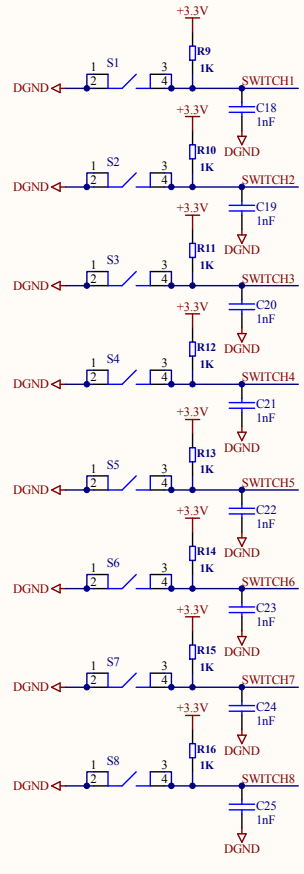 +3.3V
R9
1K
S1
1 3
2 4
DGND
SWITCH1
C18
1nF
DGND
+3.3V
R10
1K
S2
1 3
2 4
DGND
SWITCH2
C19
1nF
DGND
+3.3V
R11
1K
S3
1 3
2 4
DGND
SWITCH3
C20
1nF
DGND
+3.3V
R12
1K
S4
1 3
2 4
DGND
SWITCH4
C21
1nF
DGND
+3.3V
R13
1K
S5
1 3
2 4
DGND
SWITCH5
C22
1nF
DGND
+3.3V
R14
1K
S6
1 3
2 4
DGND
SWITCH6
C23
1nF
DGND
+3.3V
R15
1K
S7
1 3
2 4
DGND
SWITCH7
C24
1nF
DGND
+3.3V
R16
1K
S8
1 3
2 4
DGND
SWITCH8
C25
1nF
DGND